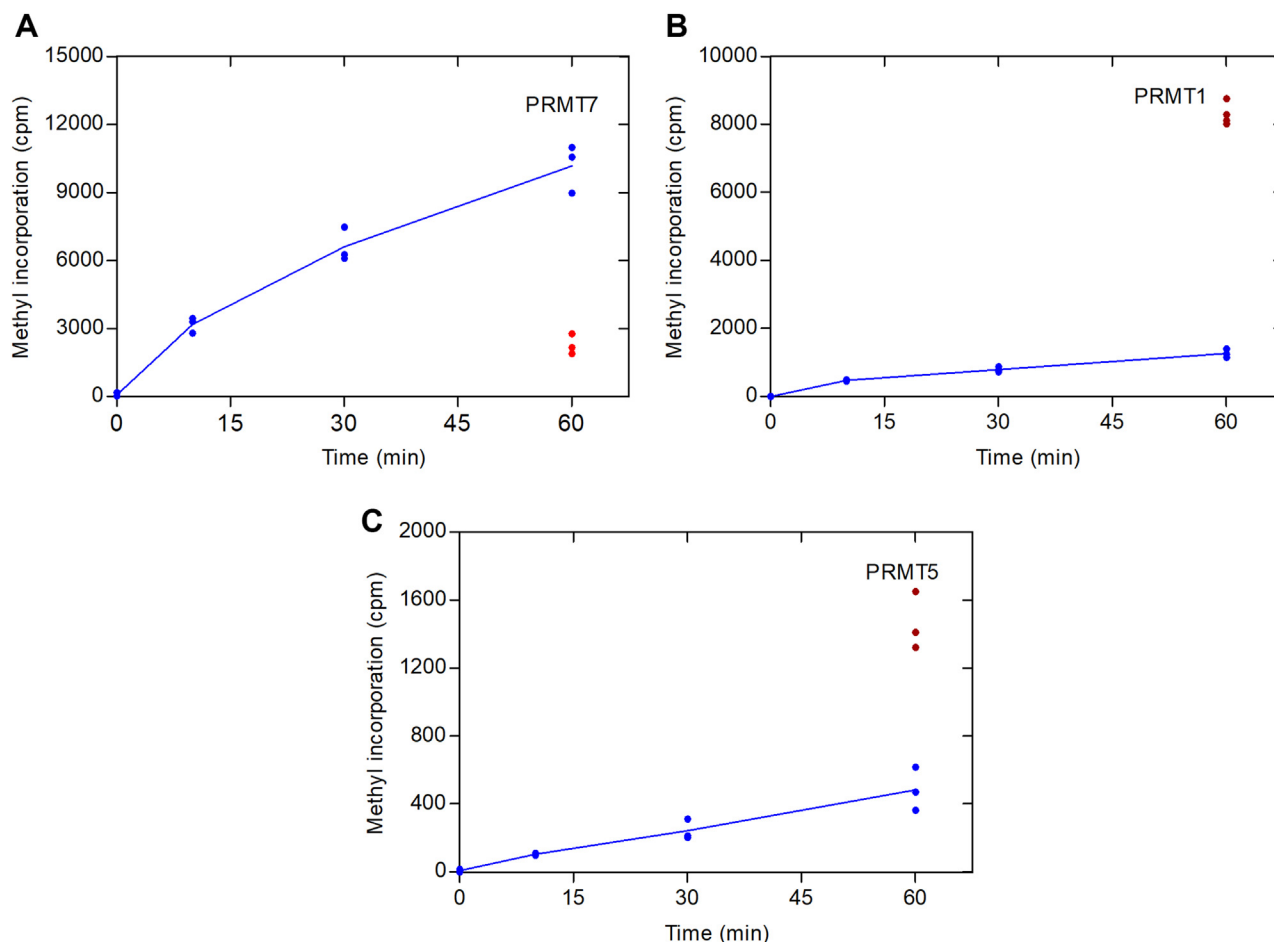 A
15000
12000
9000
6000
3000
0
Methyl incorporation (cpm)
PRMT7
0 15 30 45 60
Time (min)
B
10000
8000
6000
4000
2000
0
Methyl incorporation (cpm)
PRMT1
0 15 30 45 60
Time (min)
C
2000
1600
1200
800
400
0
Methyl incorporation (cpm)
PRMT5
0 15 30 45 60
Time (min)